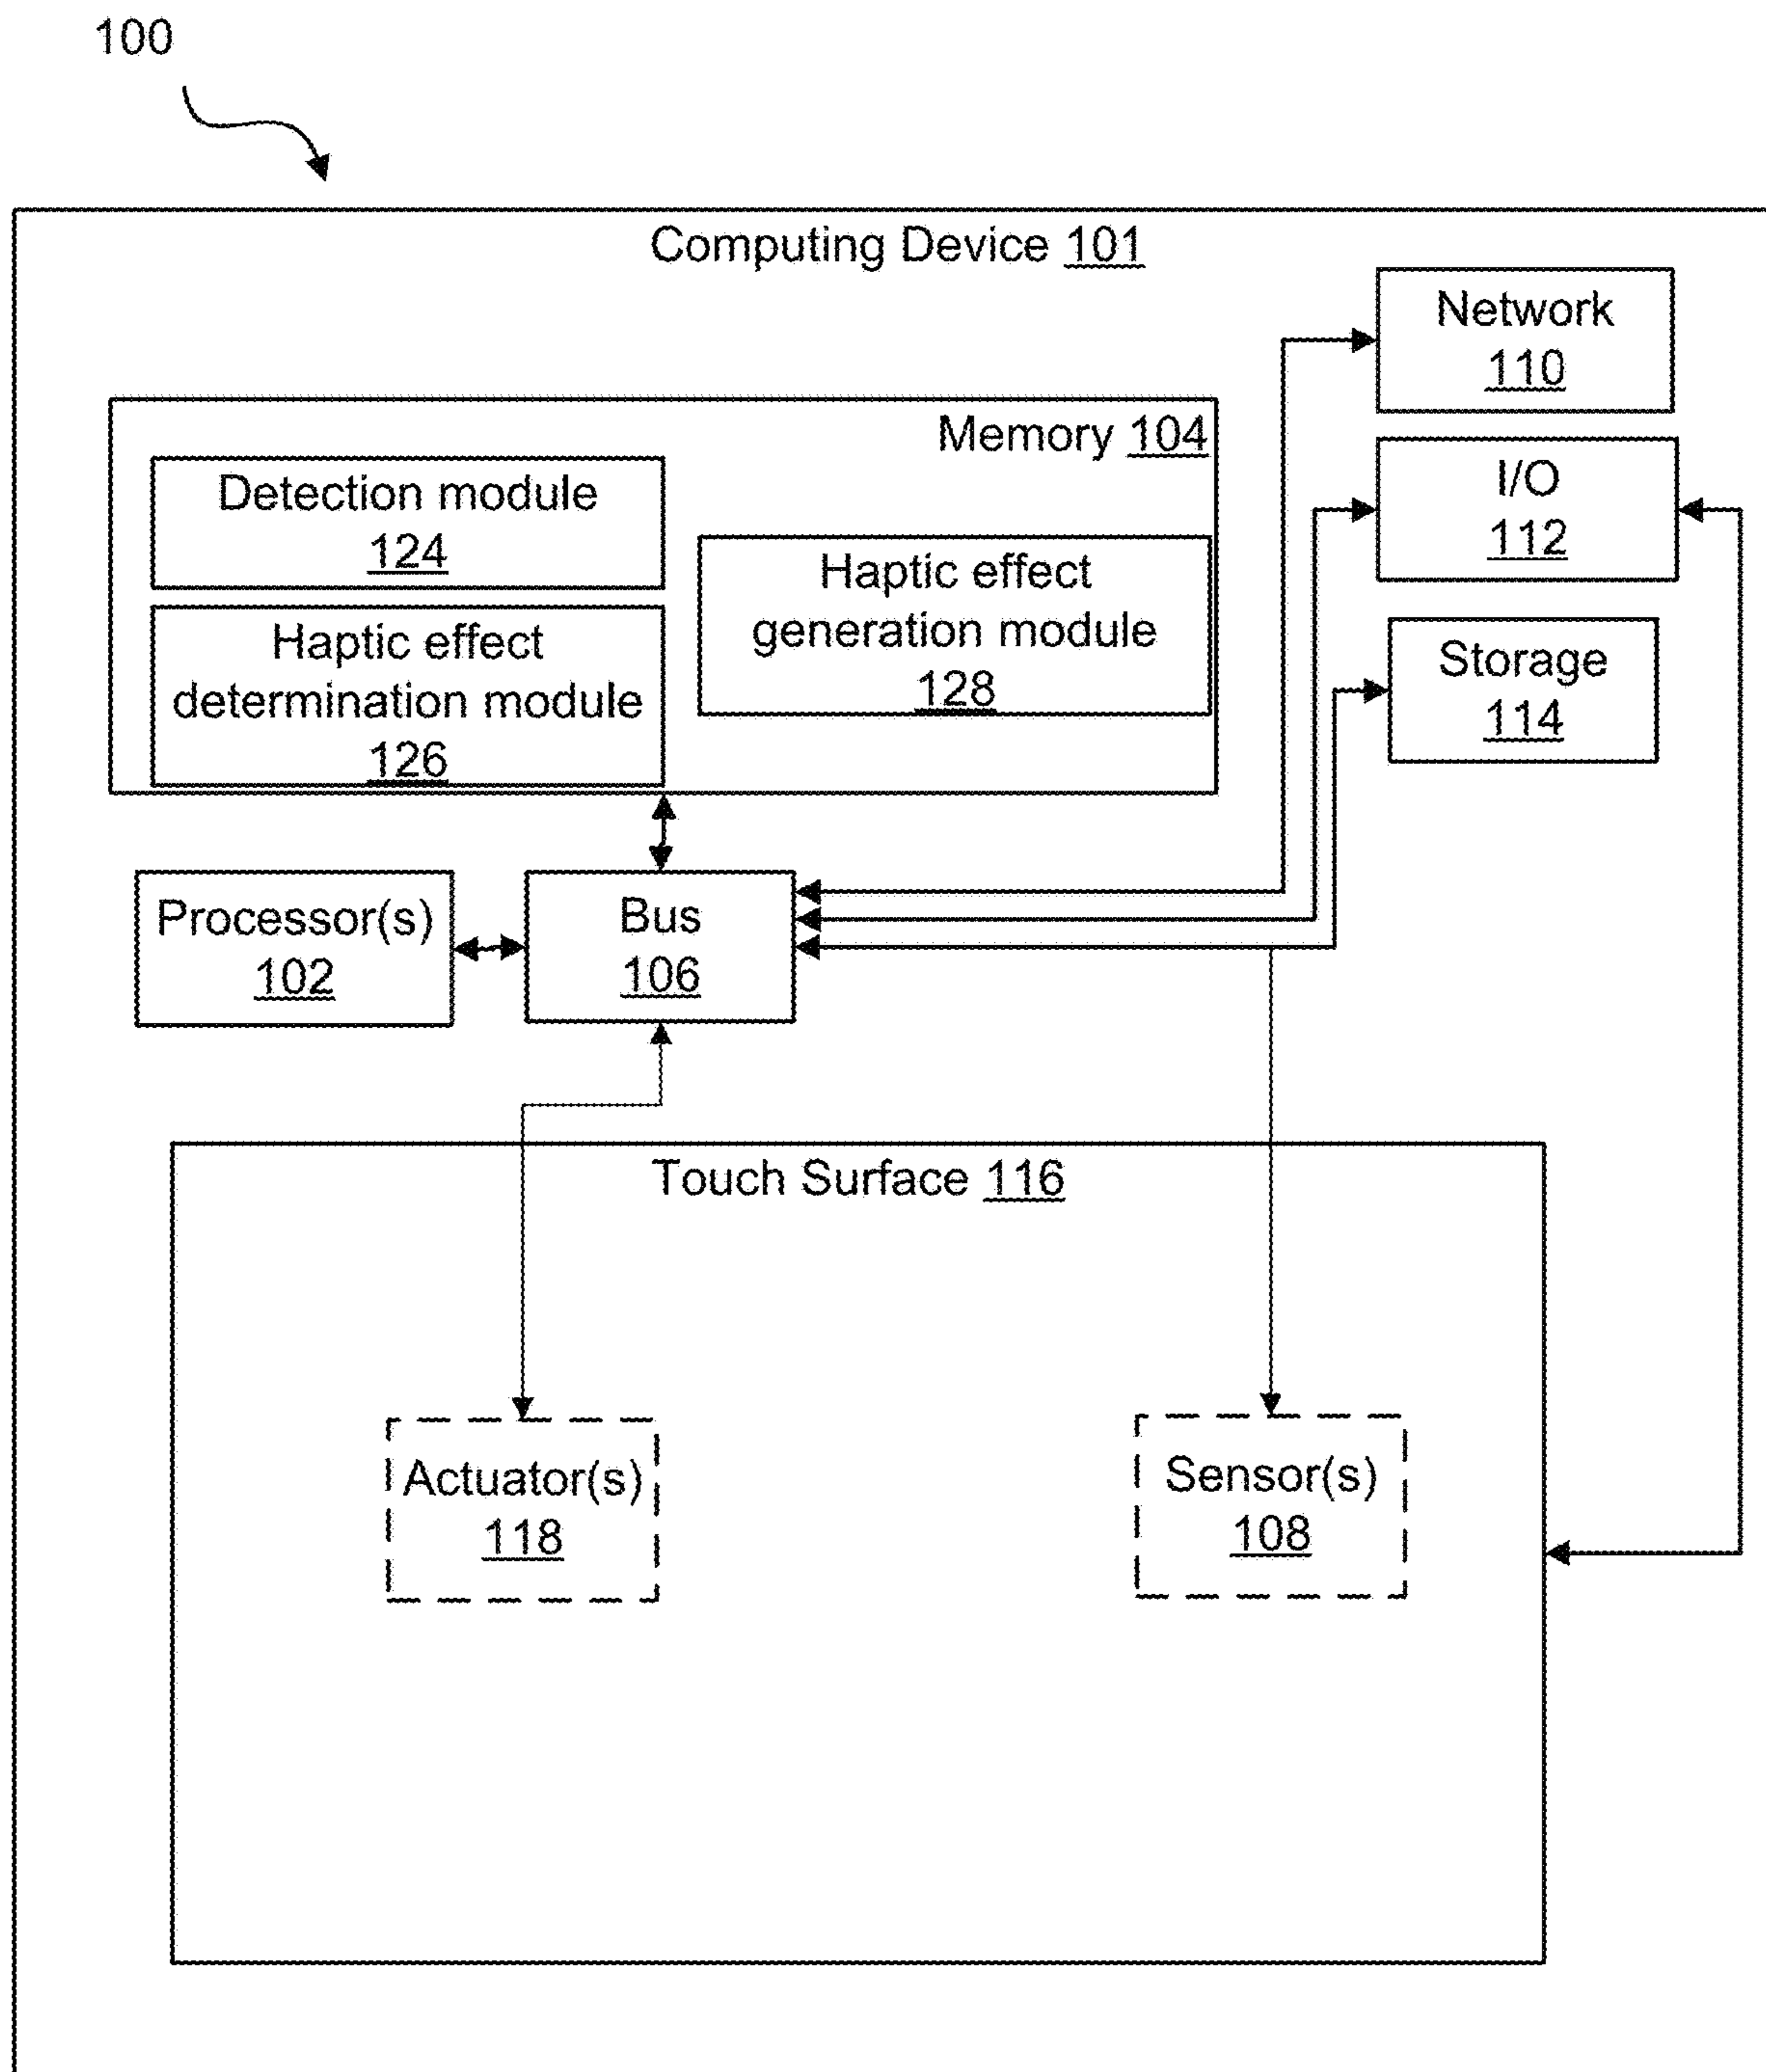 100
Computing Device 101
Network
110
Memory 104
I/O
112
Detection module
124
Haptic effect
generation module
128
Haptic effect
determination module
126
Storage
114
Processor(s)
102
Bus
106
Touch Surface 116
Actuator(s)
118
Sensor(s)
108